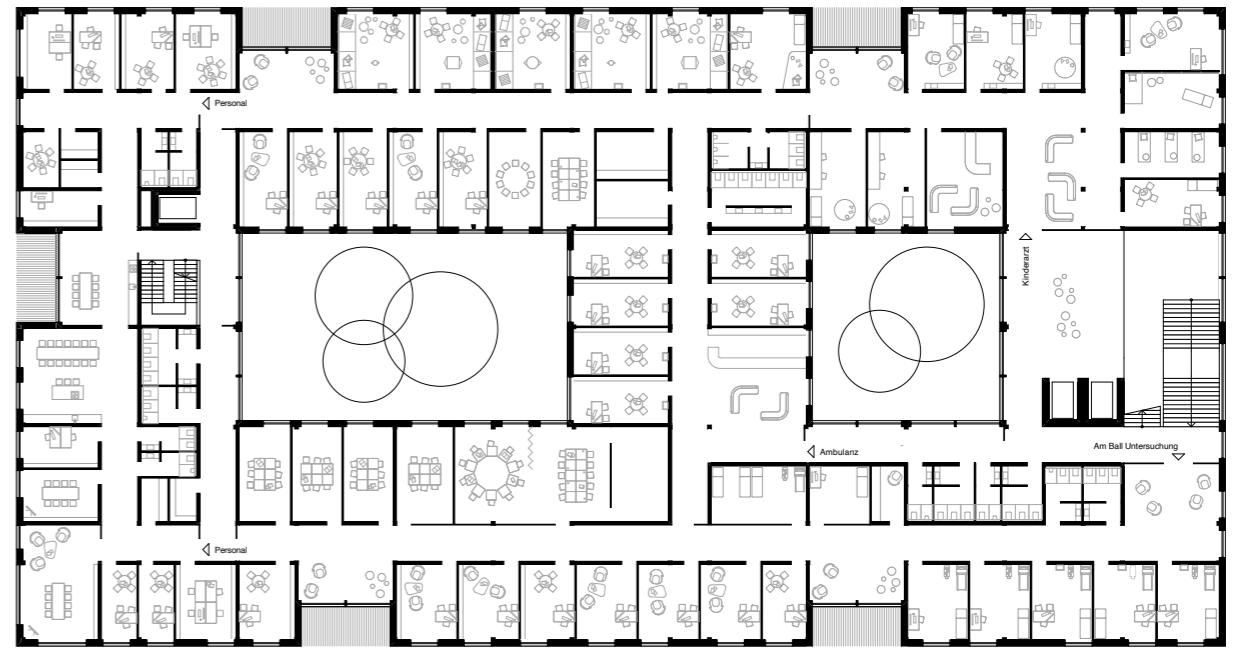 Personal
Kinderarzt
Am Ball Untersuchung
Ambulanz
Personal